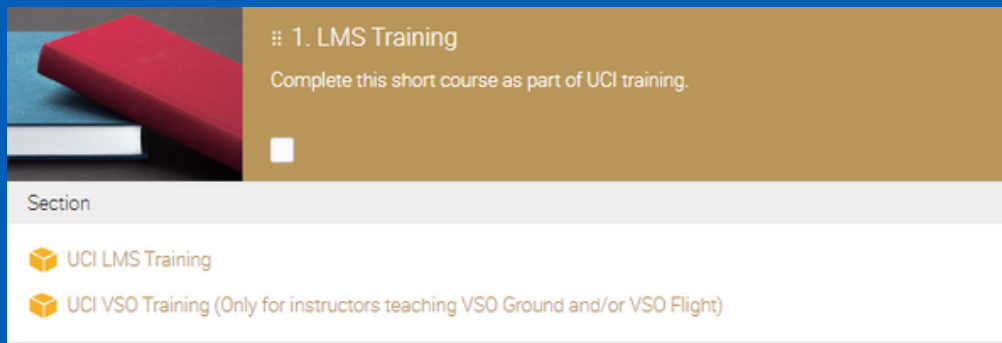 1. LMS Training
Complete this short course as part of UCI training.
Section
UCI LMS Training
UCI VSO Training (Only for instructors teaching VSO Ground and/or VSO Flight)